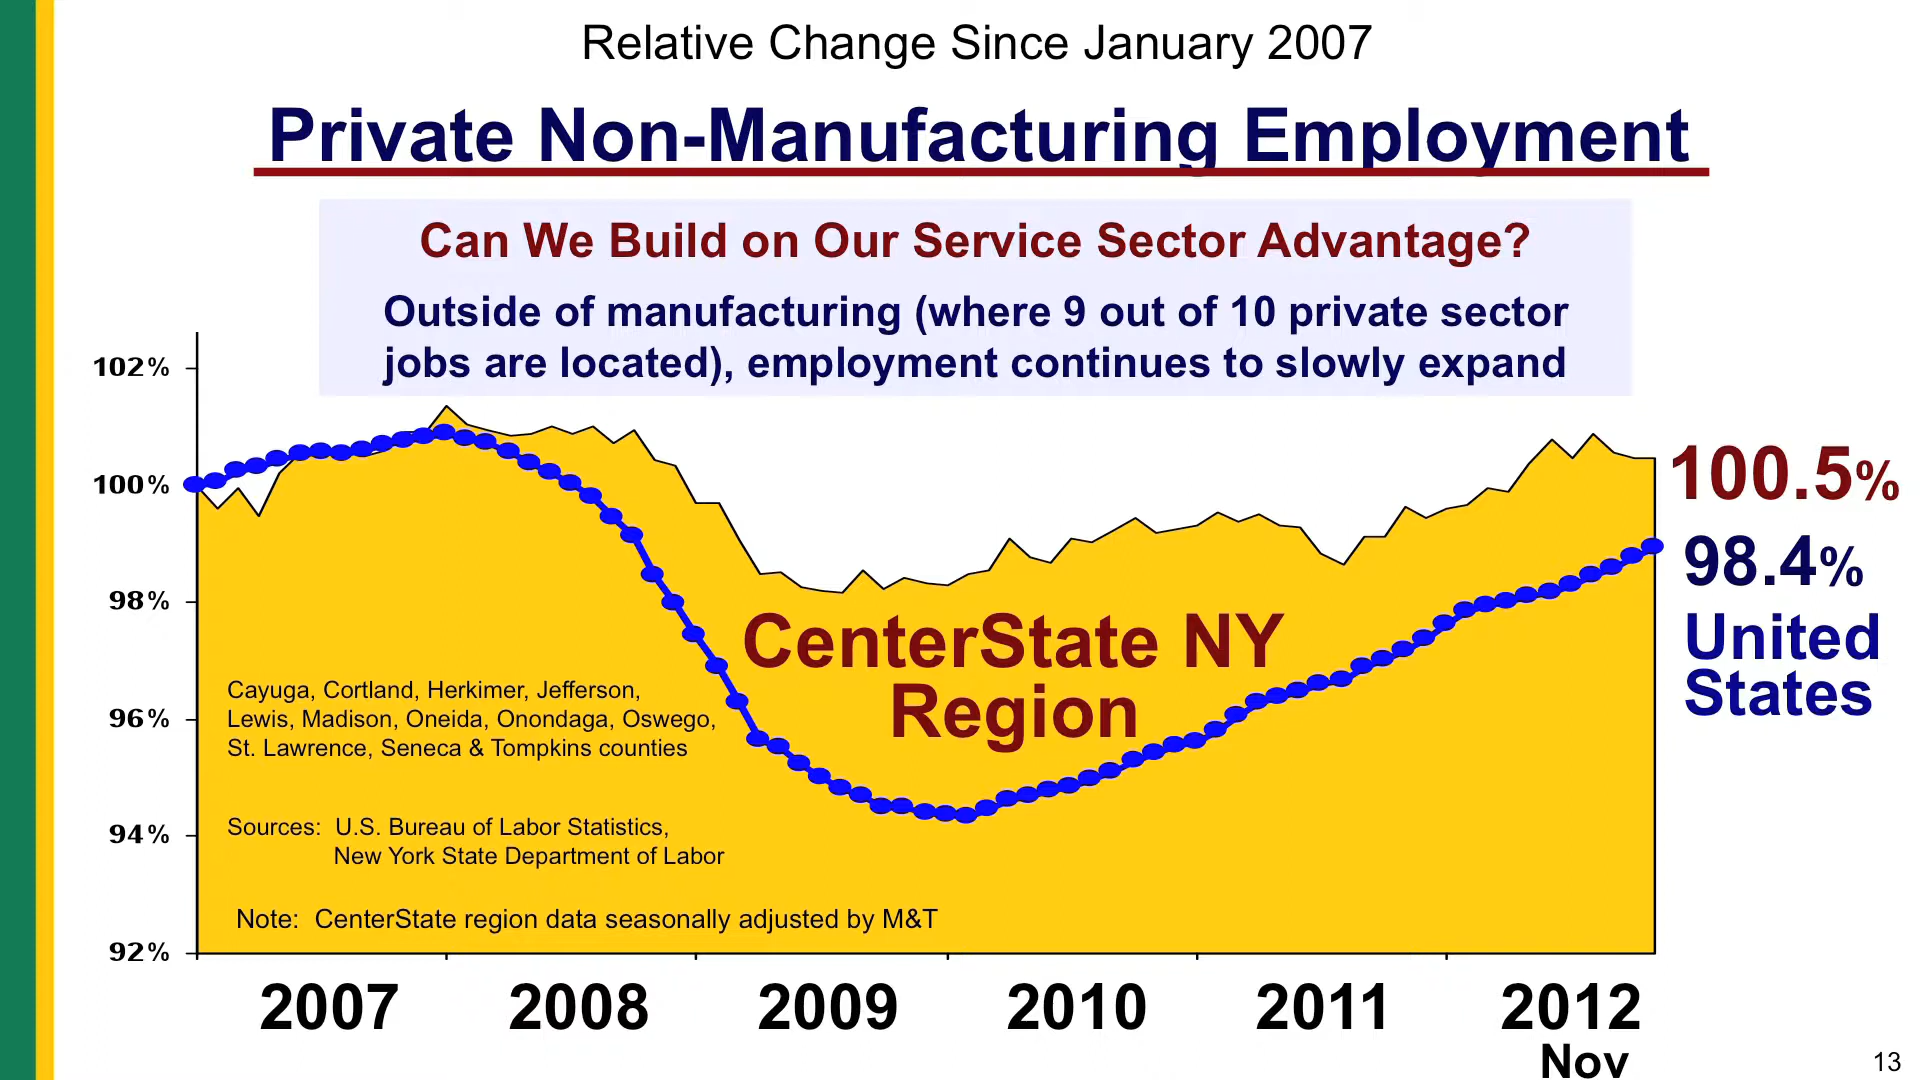 Relative Change Since January 2007
Private Non-Manufacturing Employment
Can We Build on Our Service Sector Advantage?
Outside of manufacturing (where 9 out of 10 private sector
jobs are located), employment continues to slowly expand
102%
100%
98%
96%
94%
92%
100.5%
98.4%
United
States
CenterState NY
Region
Cayuga, Cortland, Herkimer, Jefferson,
Lewis, Madison, Oneida, Onondaga, Oswego,
St. Lawrence, Seneca & Tompkins counties
Sources: U.S. Bureau of Labor Statistics,
New York State Department of Labor
Note: CenterState region data seasonally adjusted by M&T
2007 2008 2009 2010 2011 2012
Nov
13